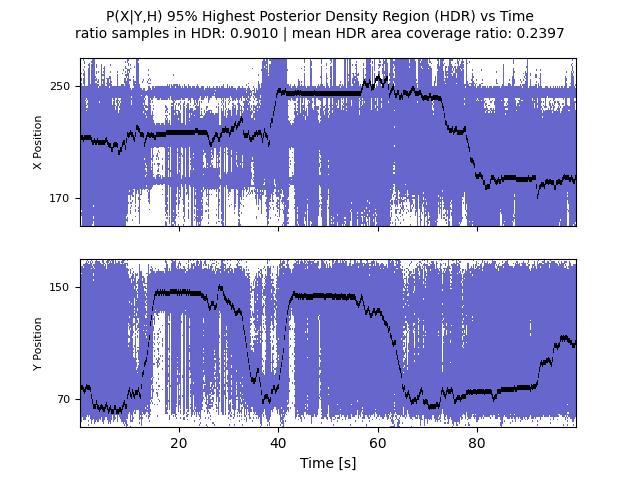 P(X|Y,H) 95% Highest Posterior Density Region (HDR) vs Time
ratio samples in HDR: 0.9010 | mean HDR area coverage ratio: 0.2397
250
X Position
170
150
Y Position
70
20 40 60 80
Time [s]